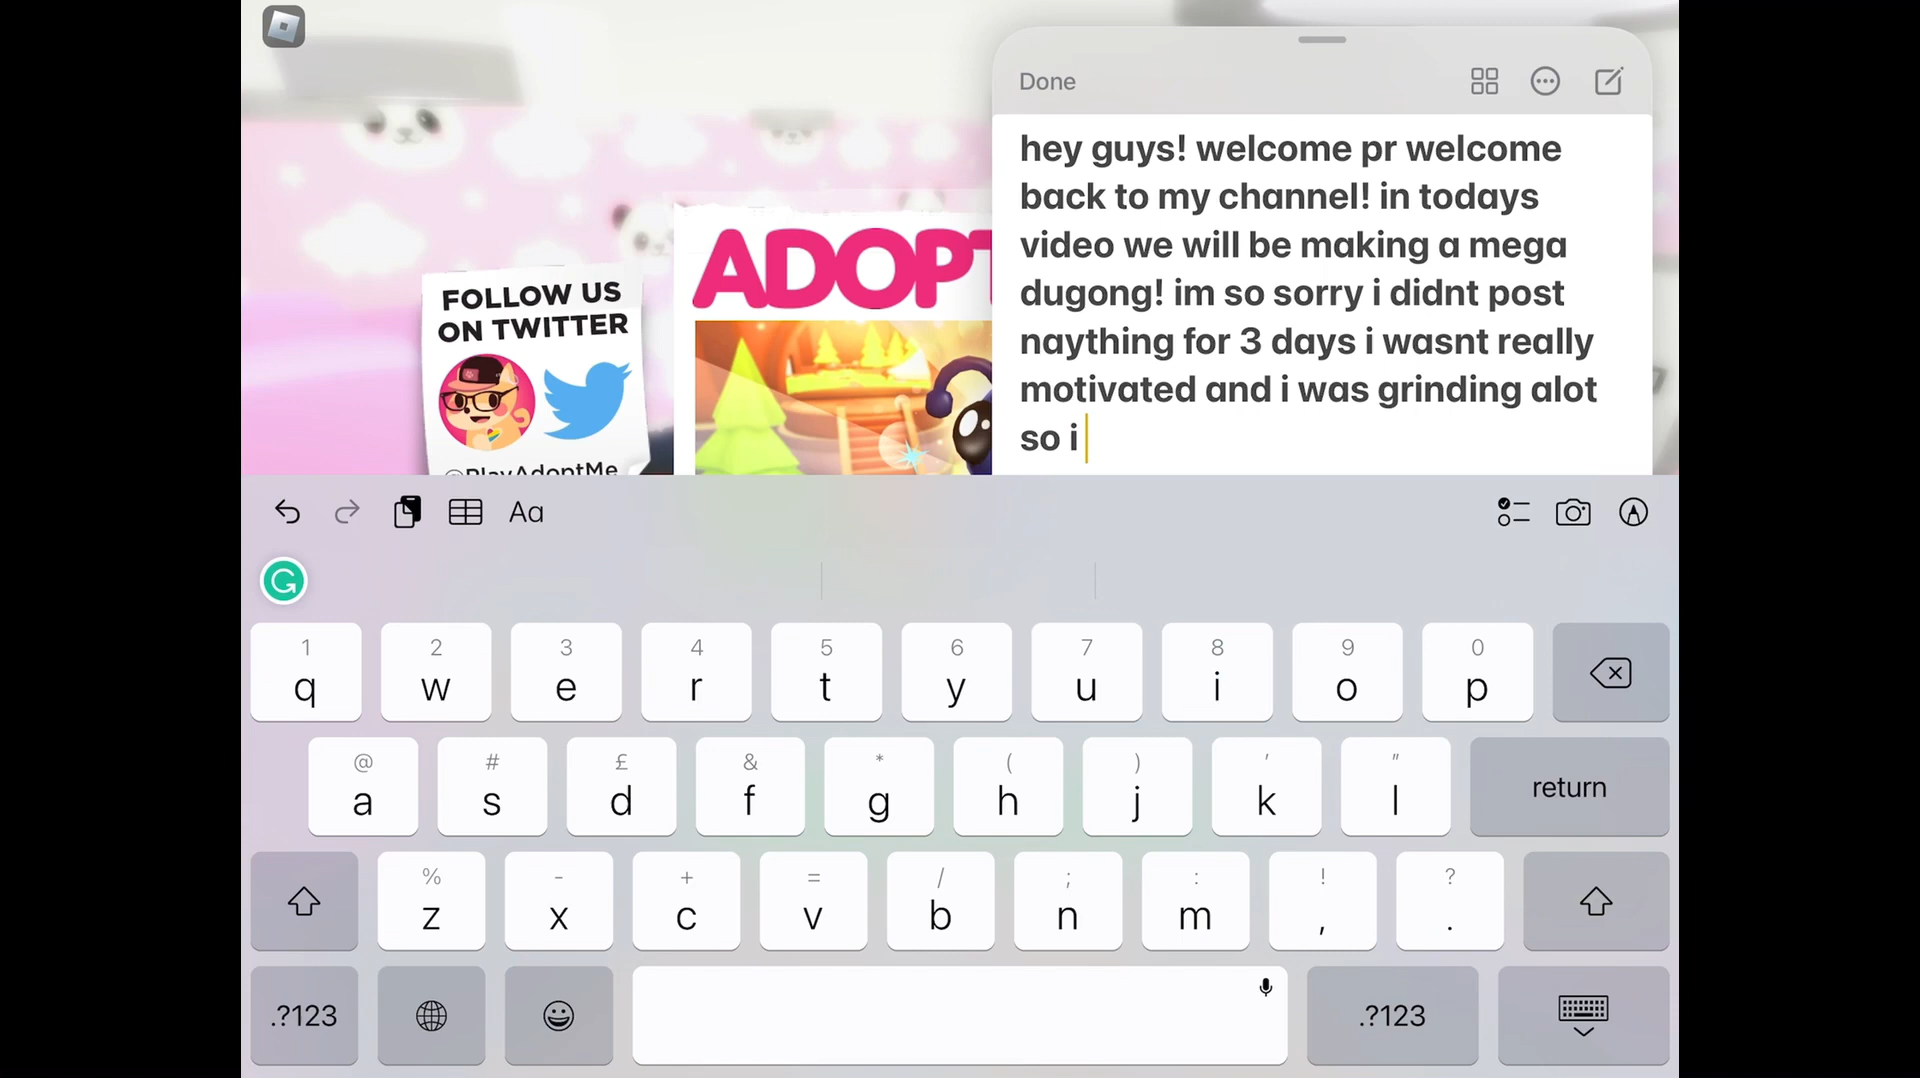 Done
hey guys! welcome pr welcome
back to my channel! in todays
video we will be making a mega
dugong! im so sorry i didnt post
naything for 3 days i wasnt really
motivated and i was grinding alot
so i
FOLLOW US
ON TWITTER
@PlayAdoptMe
ADOPT
Aa
1 2 3 4 5 6 7 8 9 0
q w e r t y u i o p
@ # £ & * ( ) ' "
a s d f g h j k l return
% - + = / ; : ! ?
z x c v b n m , .
.?123 .?123